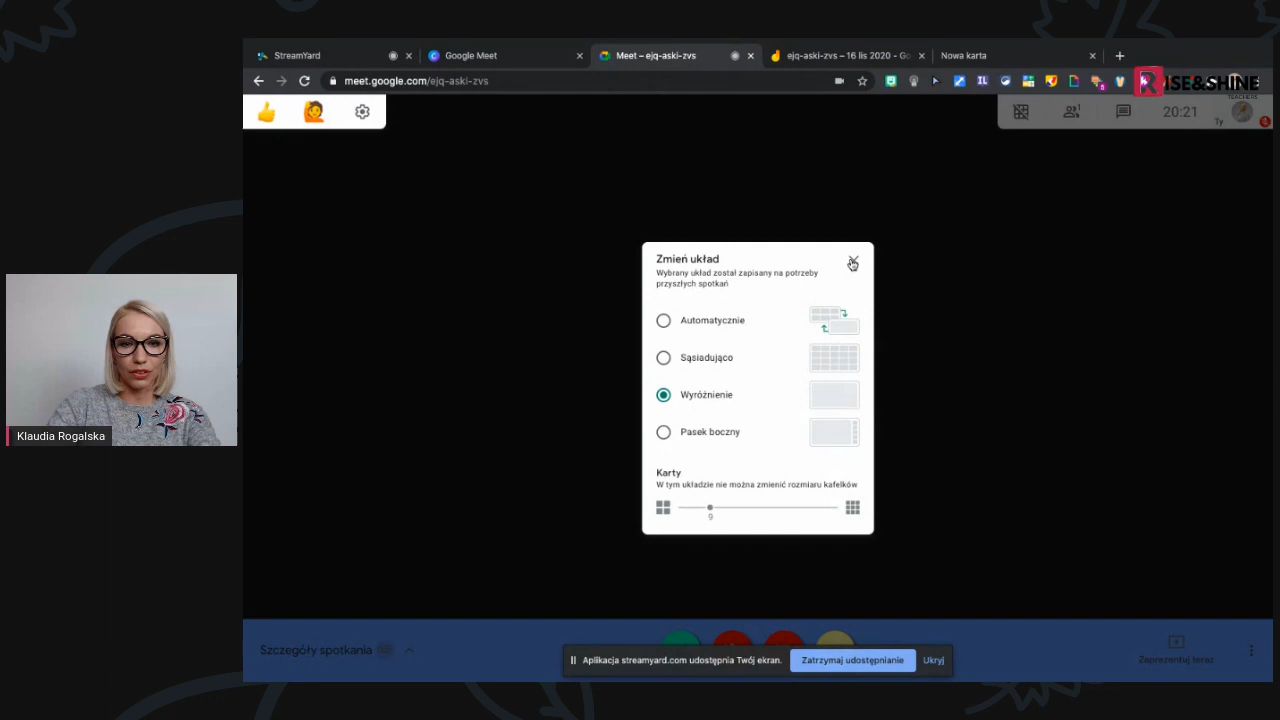 StreamYard
Google Meet
Meet – ejq-aski-zvs
ejq-aski-zvs – 16 lis 2020 - Go
Nowa karta
meet.google.com/ejq-aski-zvs
RISE&SHINE
TEACHERS
20:21
Ty
Zmień układ
Wybrany układ został zapisany na potrzeby
przyszłych spotkań
Automatycznie
Sąsiadująco
Wyróżnienie
Pasek boczny
Karty
W tym układzie nie można zmienić rozmiaru kafelków
9
Klaudia Rogalska
Szczegóły spotkania
Aplikacja streamyard.com udostępnia Twój ekran.
Zatrzymaj udostępnianie
Ukryj
Zaprezentuj teraz